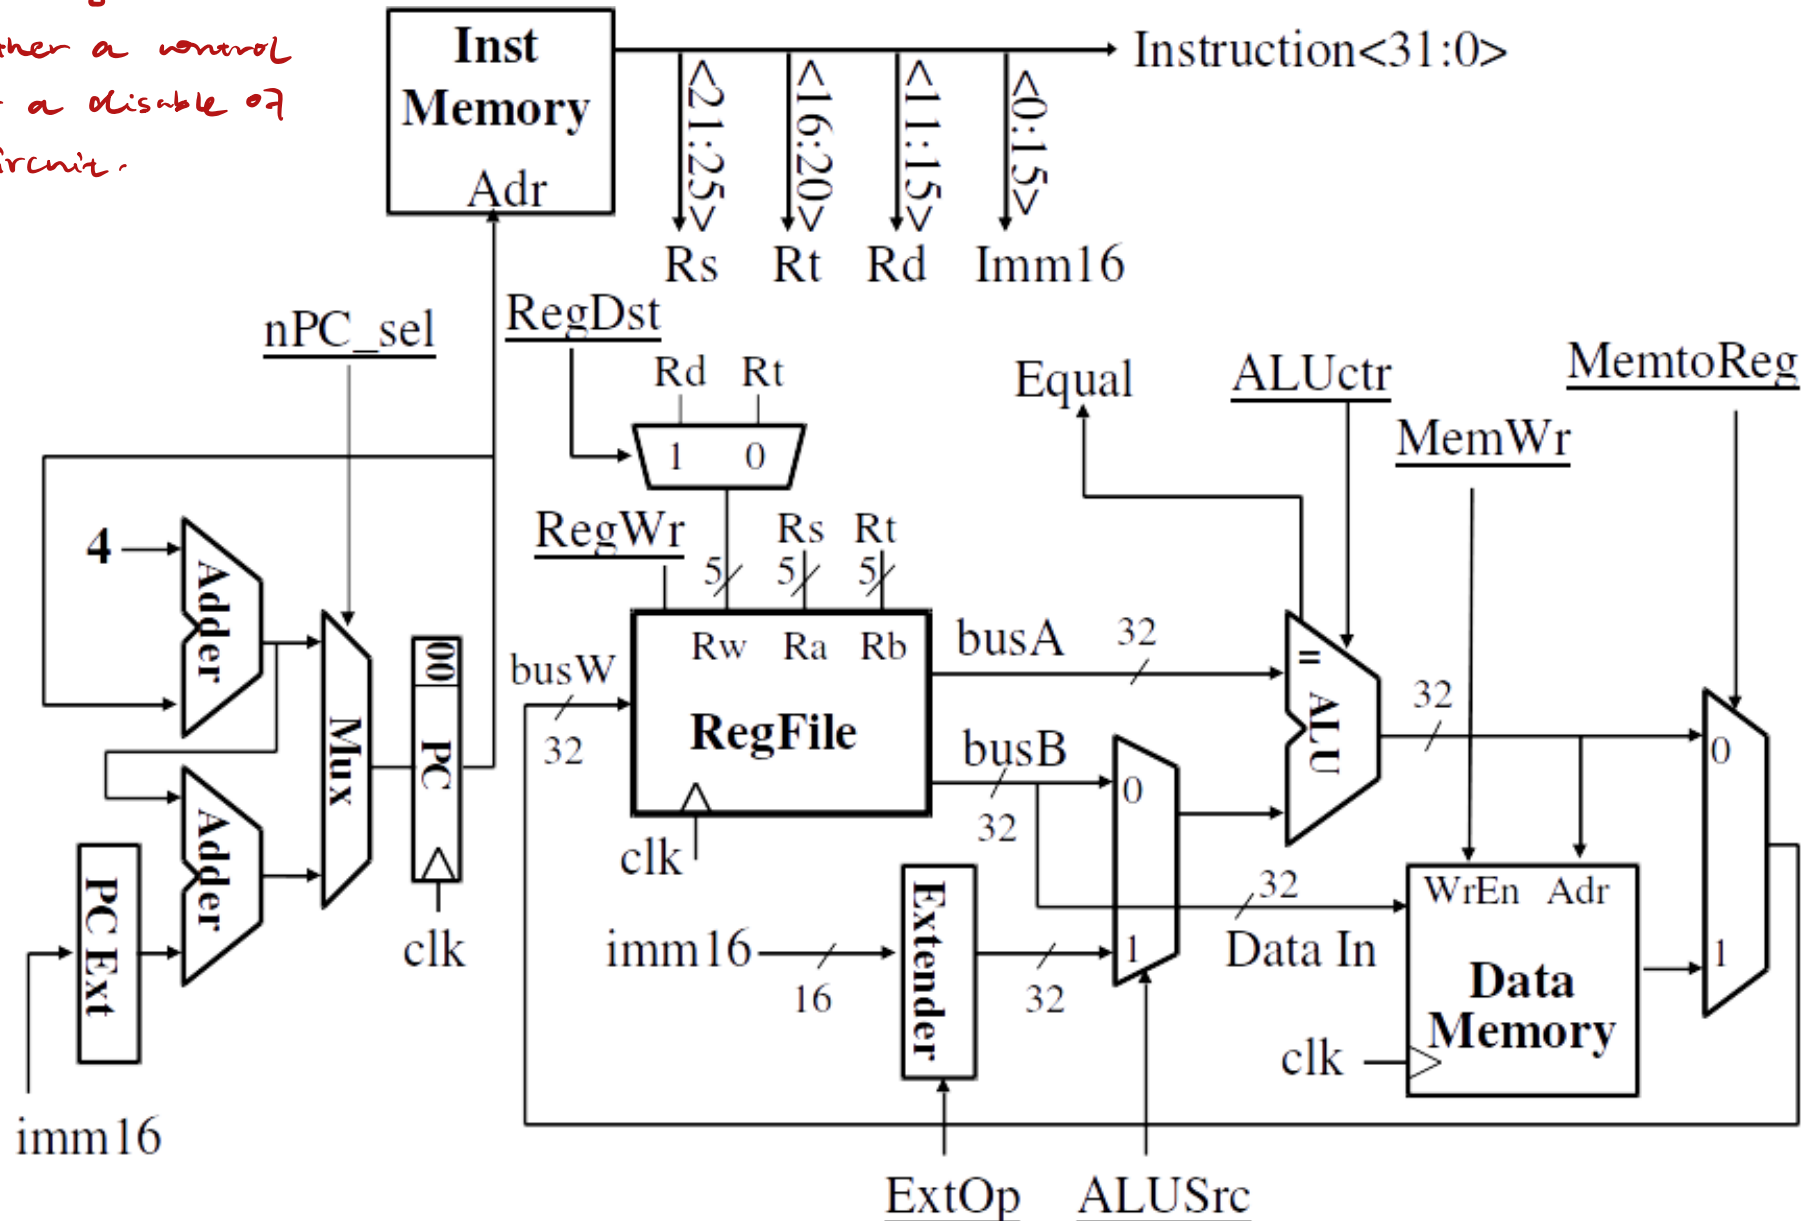 ther a control
a disable of
ircuit.
Inst
Memory
Adr
Instruction<31:0>
<21:25>
<16:20>
<11:15>
<0:15>
Rs Rt Rd Imm16
nPC_sel
RegDst
Rd Rt
1 0
Equal
ALUctr
MemtoReg
MemWr
4
Adder
RegWr
5
Rs
5
Rt
5
Rw Ra Rb
RegFile
busW
32
clk
busA
32
busB
32
=
ALU
32
0
1
Mux
00
PC
clk
Adder
PC Ext
imm16
imm16
16
Extender
32
0
1
32
Data In
WrEn Adr
Data
Memory
clk
ExtOp
ALUSrc